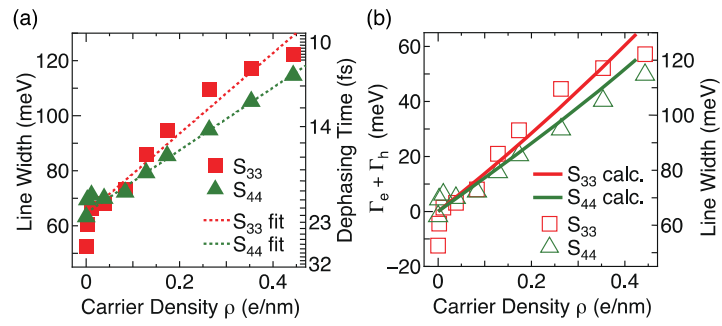 (a)
Line Width (meV)
120
100
80
60
0
0.2
0.4
Carrier Density ρ (e/nm)
10
14
23
32
Dephasing Time (fs)
S33
S44
S33 fit
S44 fit
(b)
Γe + Γh (meV)
60
40
20
0
−20
0
0.2
0.4
Carrier Density ρ (e/nm)
120
100
80
60
Line Width (meV)
S33 calc.
S44 calc.
S33
S44